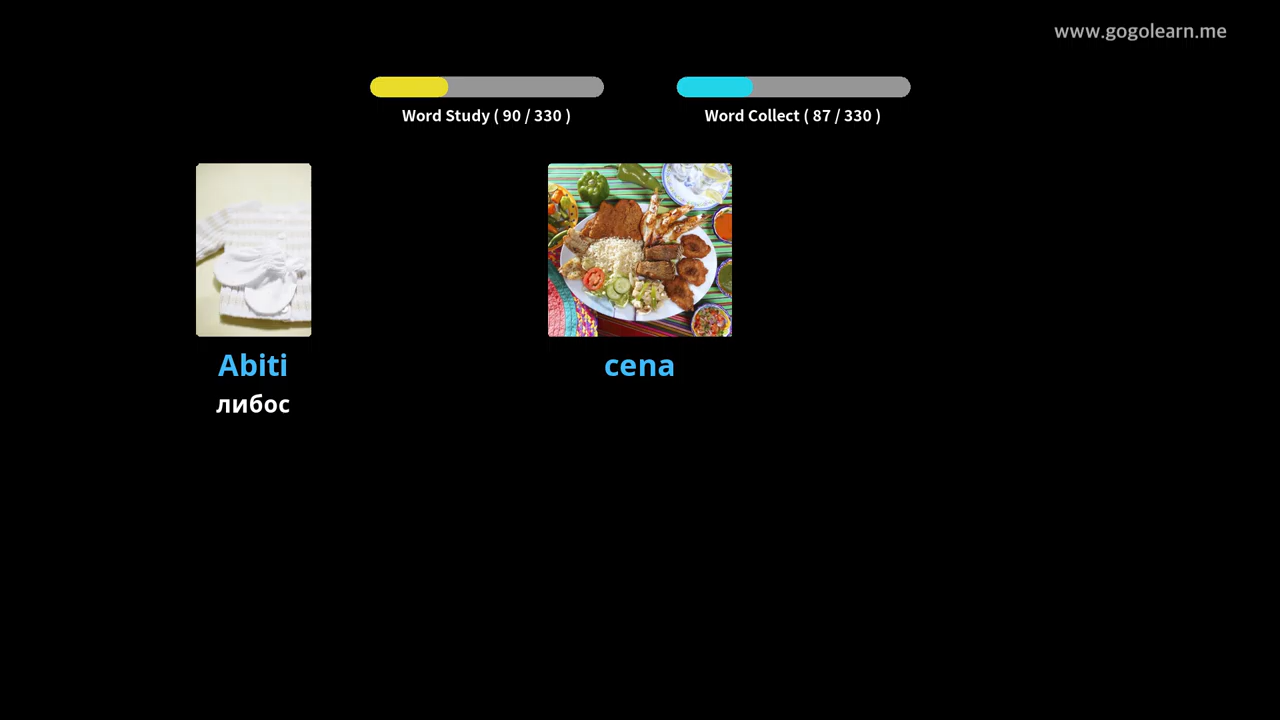 www.gogolearn.me
Word Study ( 90 / 330 )
Word Collect ( 87 / 330 )
Abiti
либос
cena